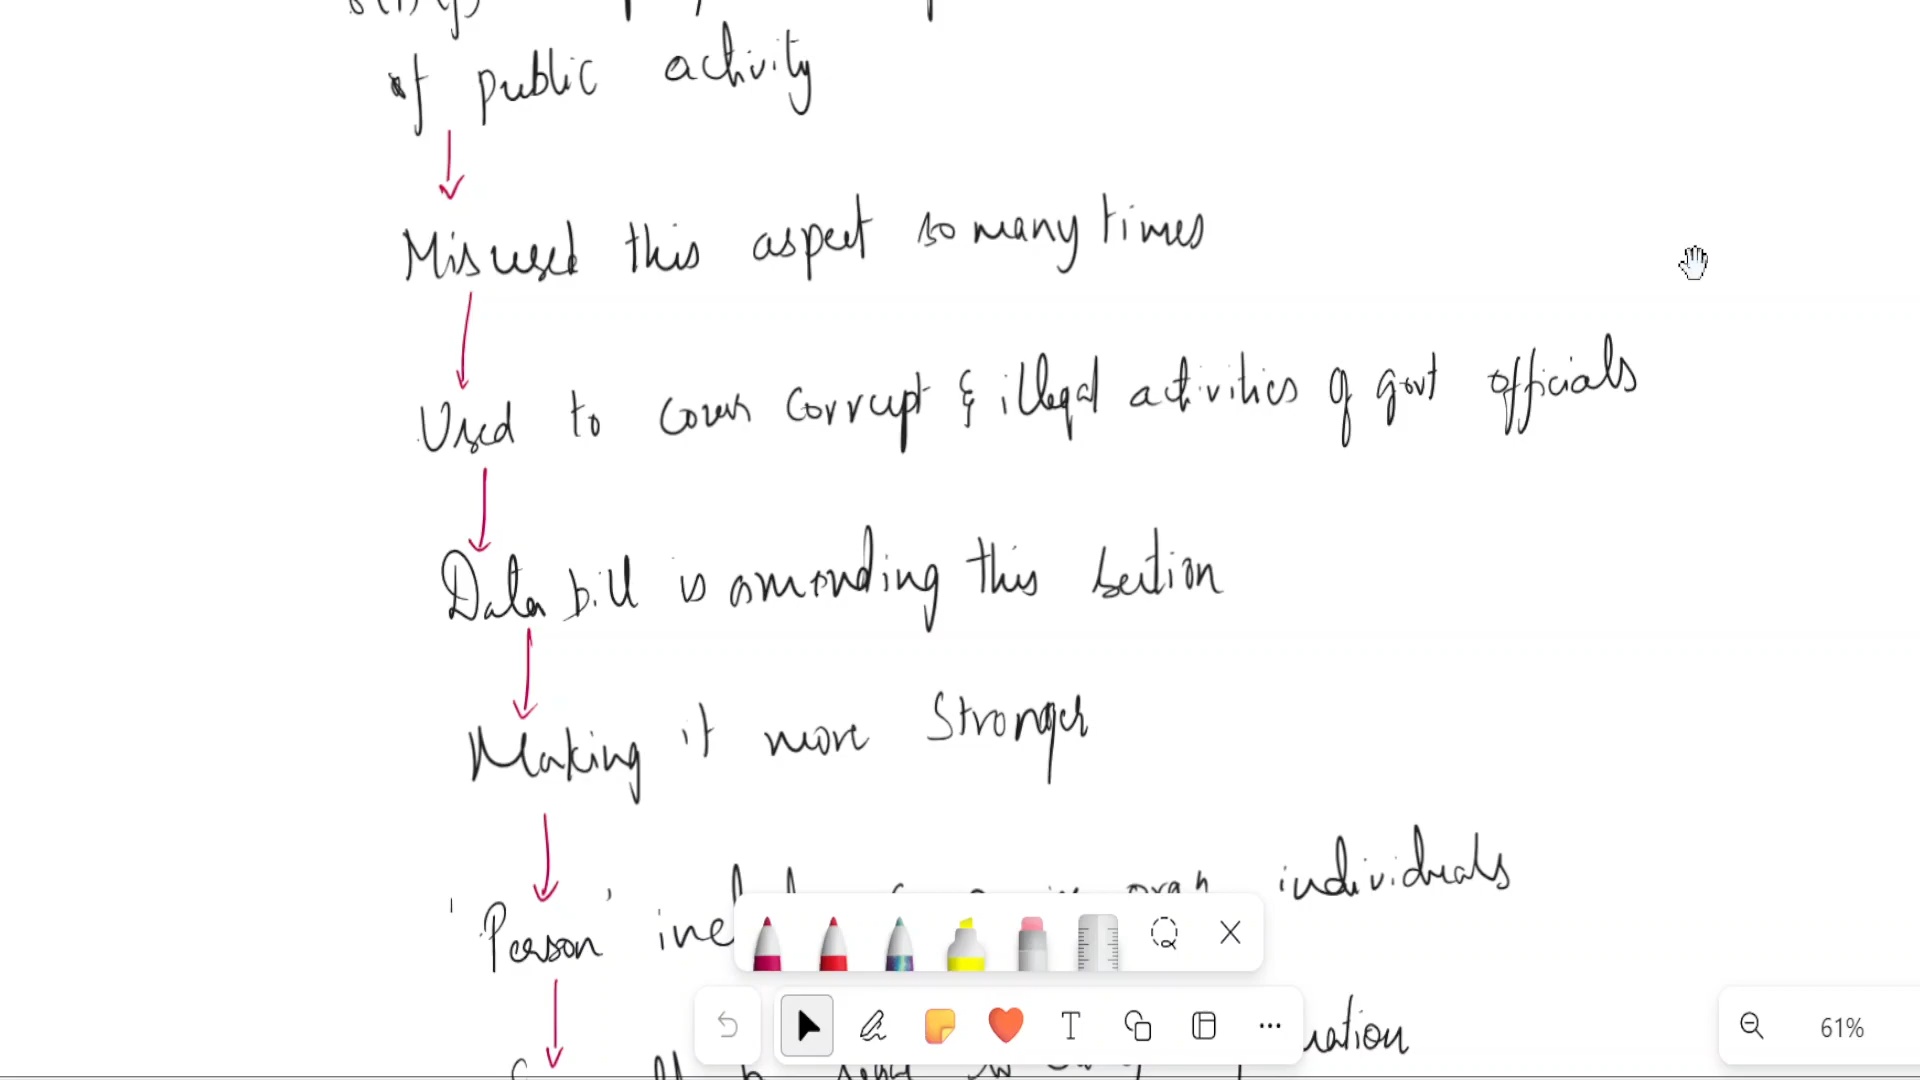 of public activity
Misused this aspect so many times
Used to cover corrupt & illegal activities of govt officials
Data bill is amending this section
Making it more stronger
'Person' individuals
61%